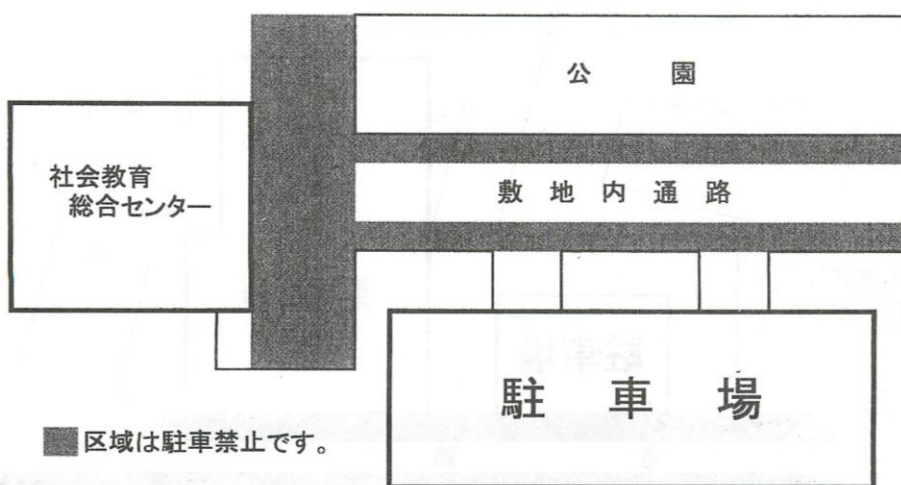 公 園
社会教育
総合センター
敷 地 内 通 路
駐 車 場
区域は駐車禁止です。